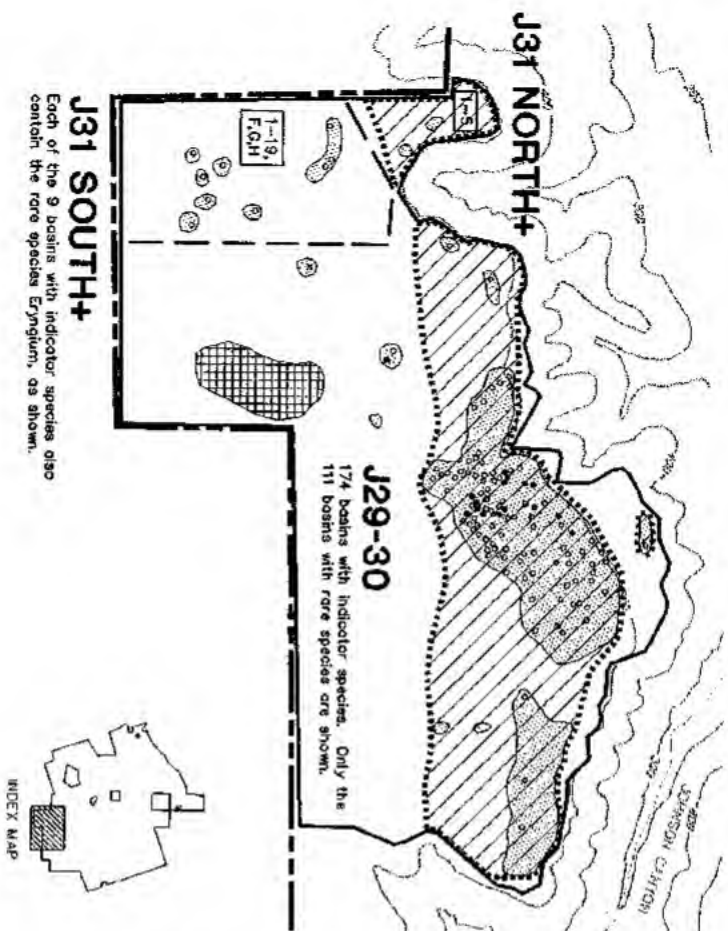 J31 NORTH+
1-5
1-19,
F,G,H
J31 SOUTH+
Each of the 9 basins with indicator species also
contain the rare species Eryngium, as shown.
J29-30
174 basins with indicator species. Only the
111 basins with rare species are shown.
JOHNSON CANYON
INDEX MAP